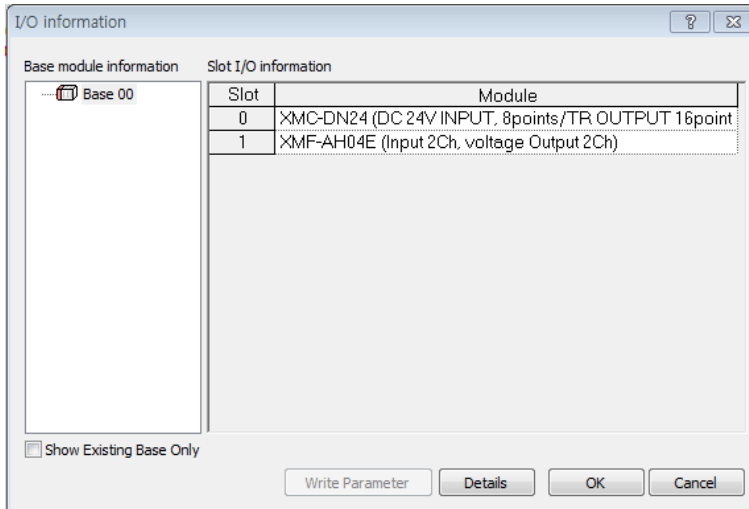 I/O information
Base module information
Slot I/O information
Base 00
Slot
Module
0
XMC-DN24 (DC 24V INPUT, 8points/TR OUTPUT 16point
1
XMF-AH04E (Input 2Ch, voltage Output 2Ch)
Show Existing Base Only
Write Parameter
Details
OK
Cancel